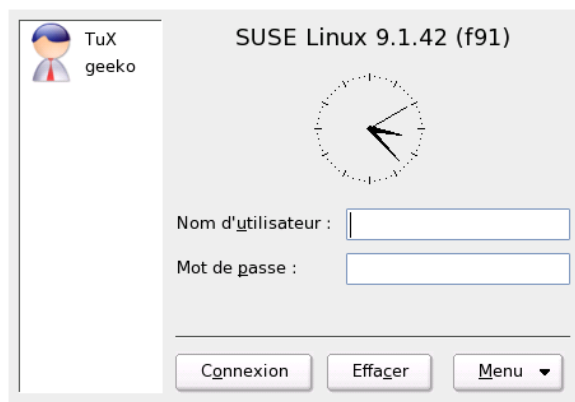 TuX
geeko
SUSE Linux 9.1.42 (f91)
Nom d'utilisateur :
Mot de passe :
Connexion
Effacer
Menu